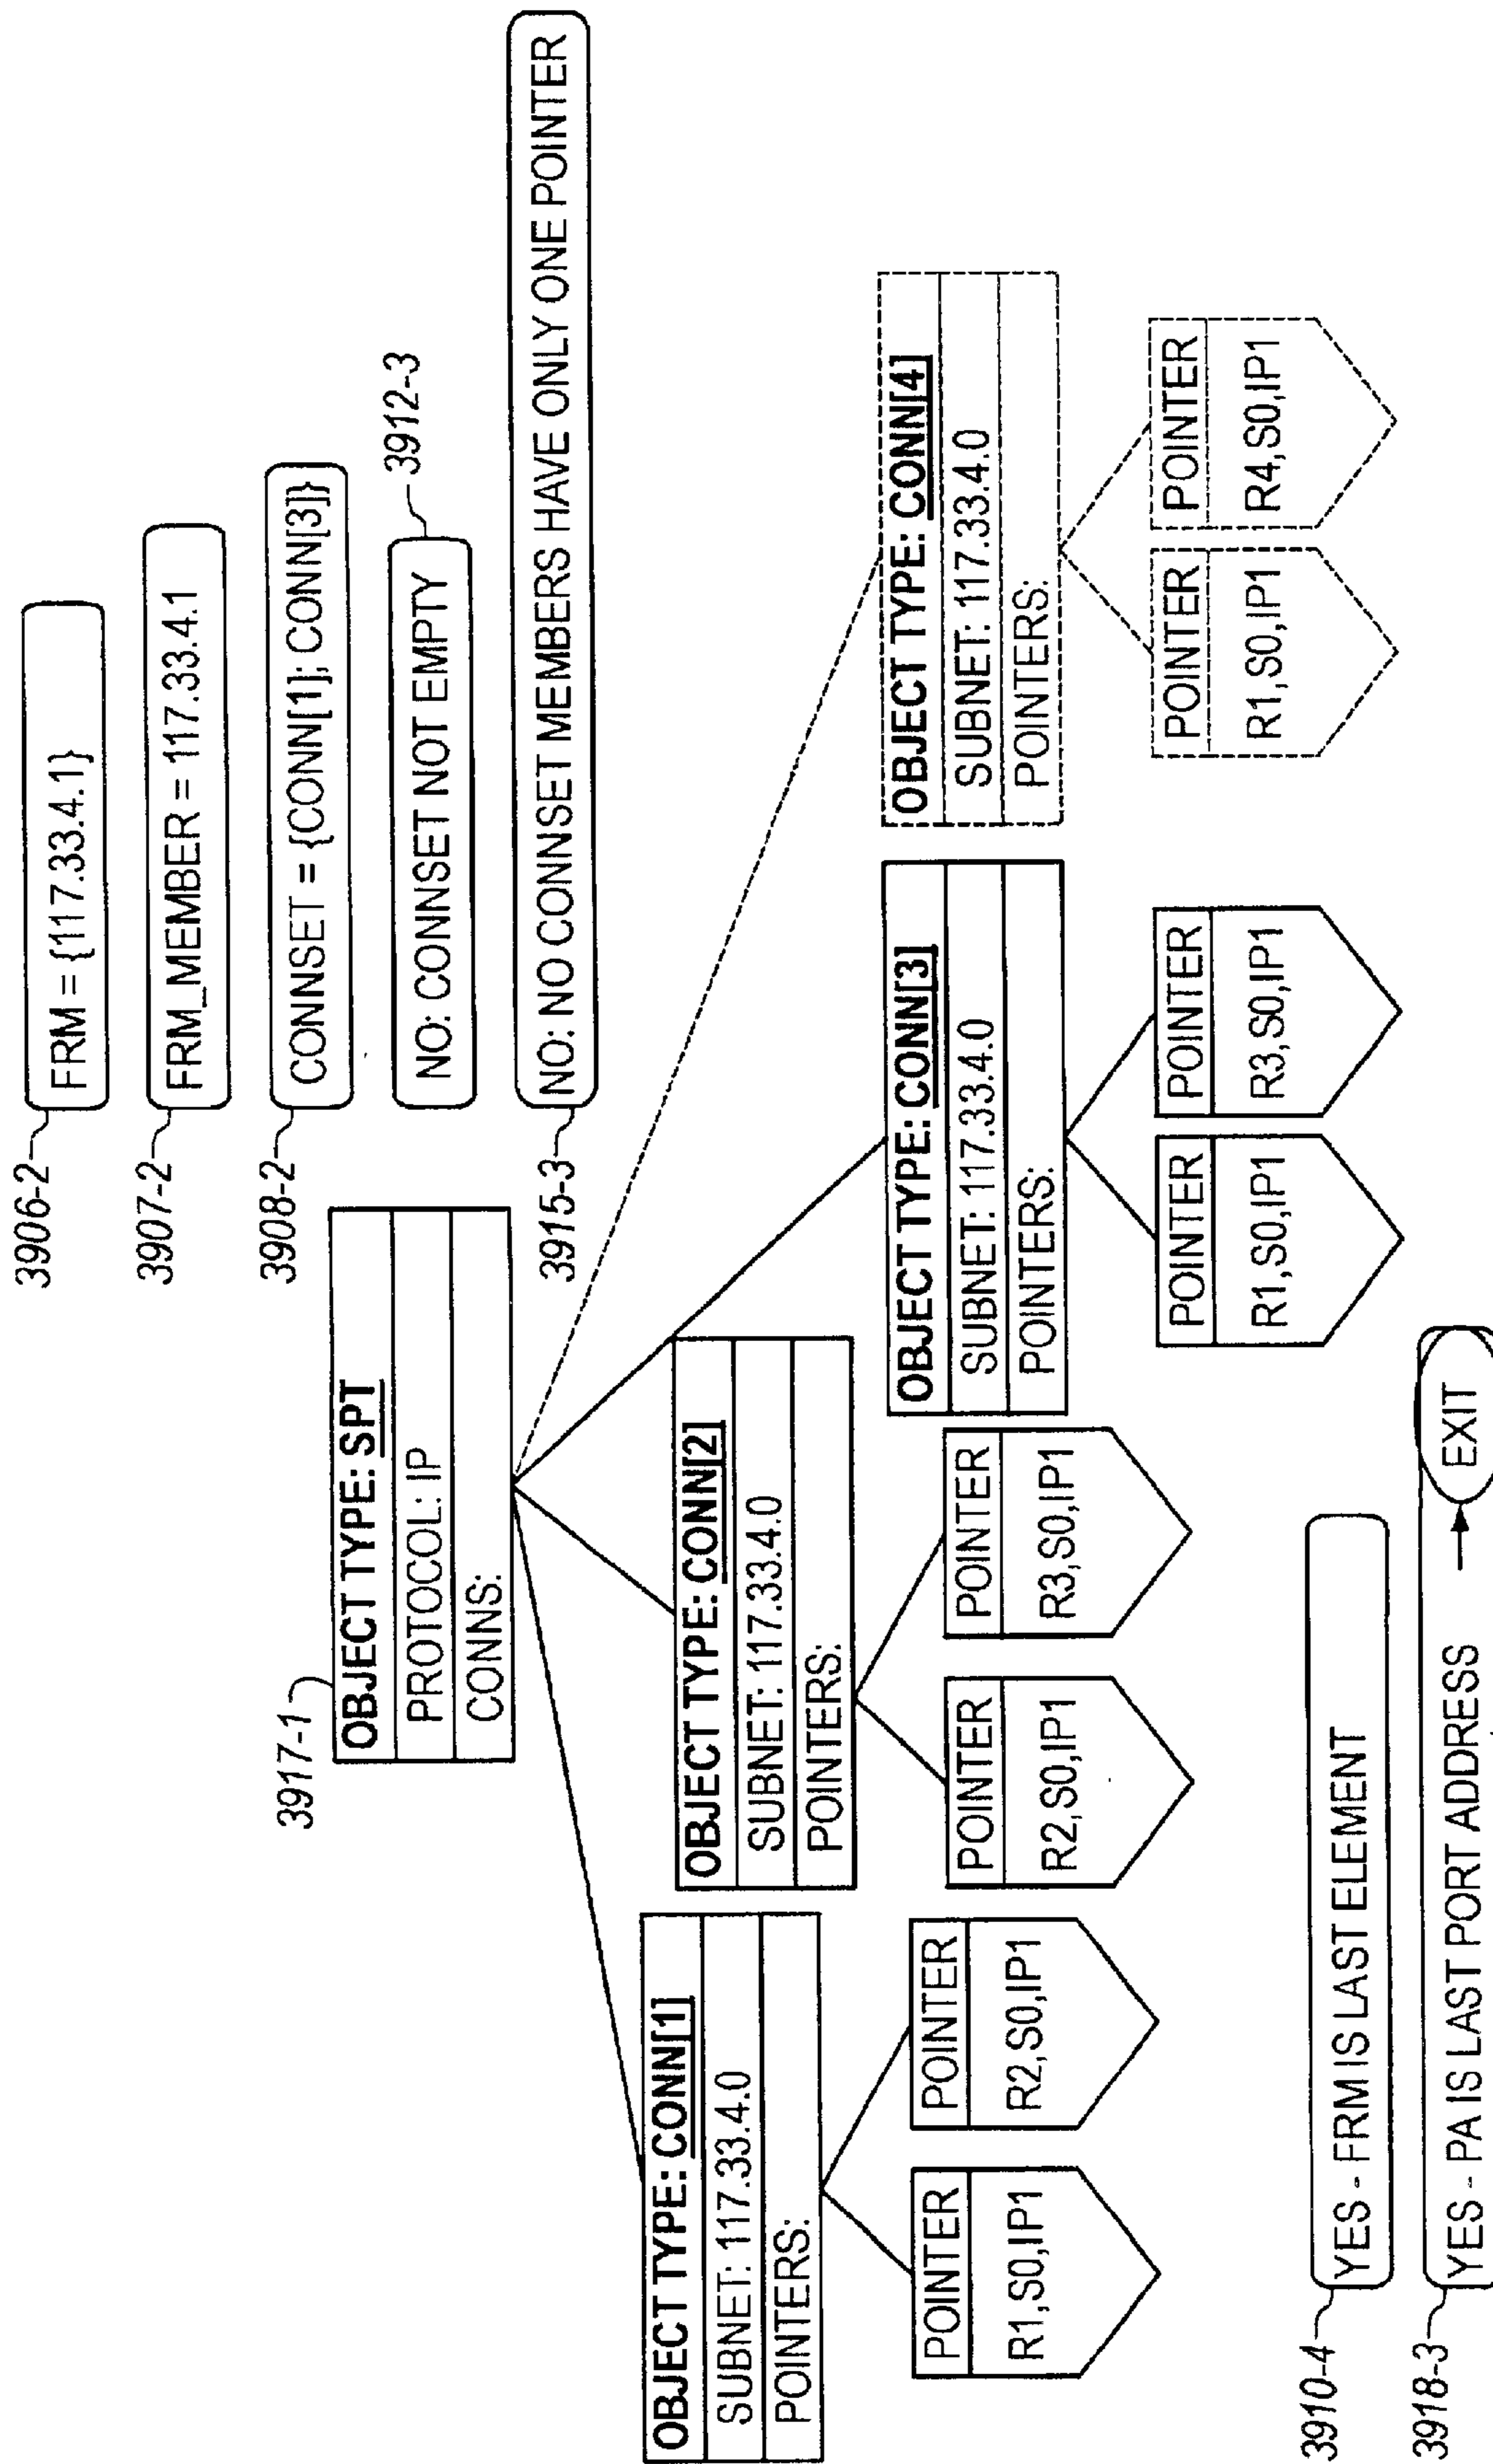 3906-2
FRM = {117.33.4.1}
3907-2
FRM_MEMBER = 117.33.4.1
3908-2
CONNSET = {CONN[1]; CONN[3]}
NO: CONNSET NOT EMPTY
3912-3
3915-3
NO: NO CONNSET MEMBERS HAVE ONLY ONE POINTER
3917-1
OBJECT TYPE: SPT
PROTOCOL: IP
CONNS:
OBJECT TYPE: CONN[1]
SUBNET: 117.33.4.0
POINTERS:
POINTER
R1,S0,IP1
POINTER
R2,S0,IP1
OBJECT TYPE: CONN[2]
SUBNET: 117.33.4.0
POINTERS:
POINTER
R2,S0,IP1
POINTER
R3,S0,IP1
OBJECT TYPE: CONN[3]
SUBNET: 117.33.4.0
POINTERS:
POINTER
R1,S0,IP1
POINTER
R3,S0,IP1
OBJECT TYPE: CONN[4]
SUBNET: 117.33.4.0
POINTERS:
POINTER
R1,S0,IP1
POINTER
R4,S0,IP1
3910-4
YES - FRM IS LAST ELEMENT
3918-3
YES - PA IS LAST PORT ADDRESS
EXIT